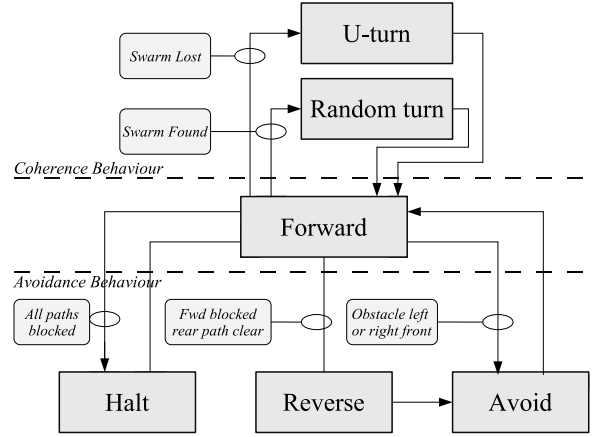 U-turn
Swarm Lost
Random turn
Swarm Found
Coherence Behaviour
Forward
Avoidance Behaviour
All paths
blocked
Fwd blocked
rear path clear
Obstacle left
or right front
Halt
Reverse
Avoid